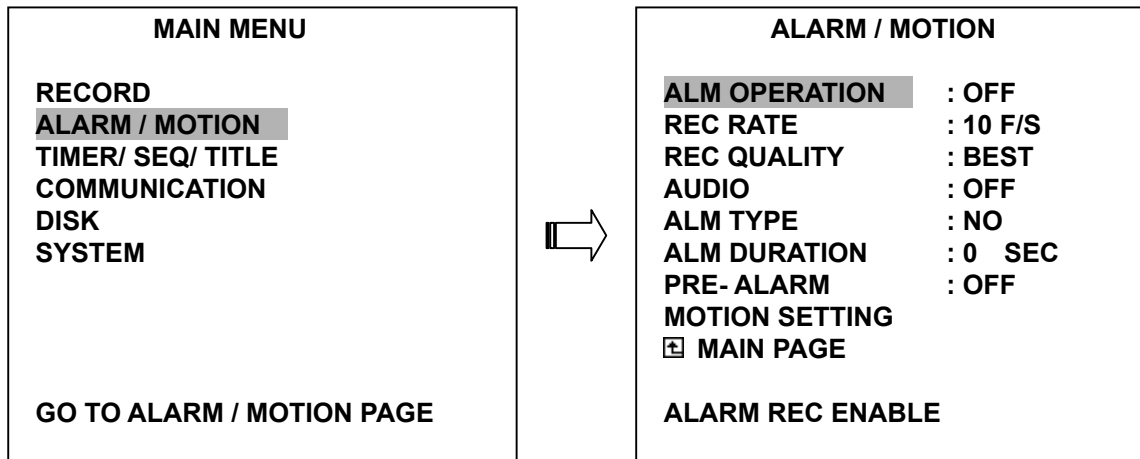 MAIN MENU
RECORD
ALARM / MOTION
TIMER/ SEQ/ TITLE
COMMUNICATION
DISK
SYSTEM
GO TO ALARM / MOTION PAGE
ALARM / MOTION
ALM OPERATION : OFF
REC RATE : 10 F/S
REC QUALITY : BEST
AUDIO : OFF
ALM TYPE : NO
ALM DURATION : 0 SEC
PRE- ALARM : OFF
MOTION SETTING
MAIN PAGE
ALARM REC ENABLE